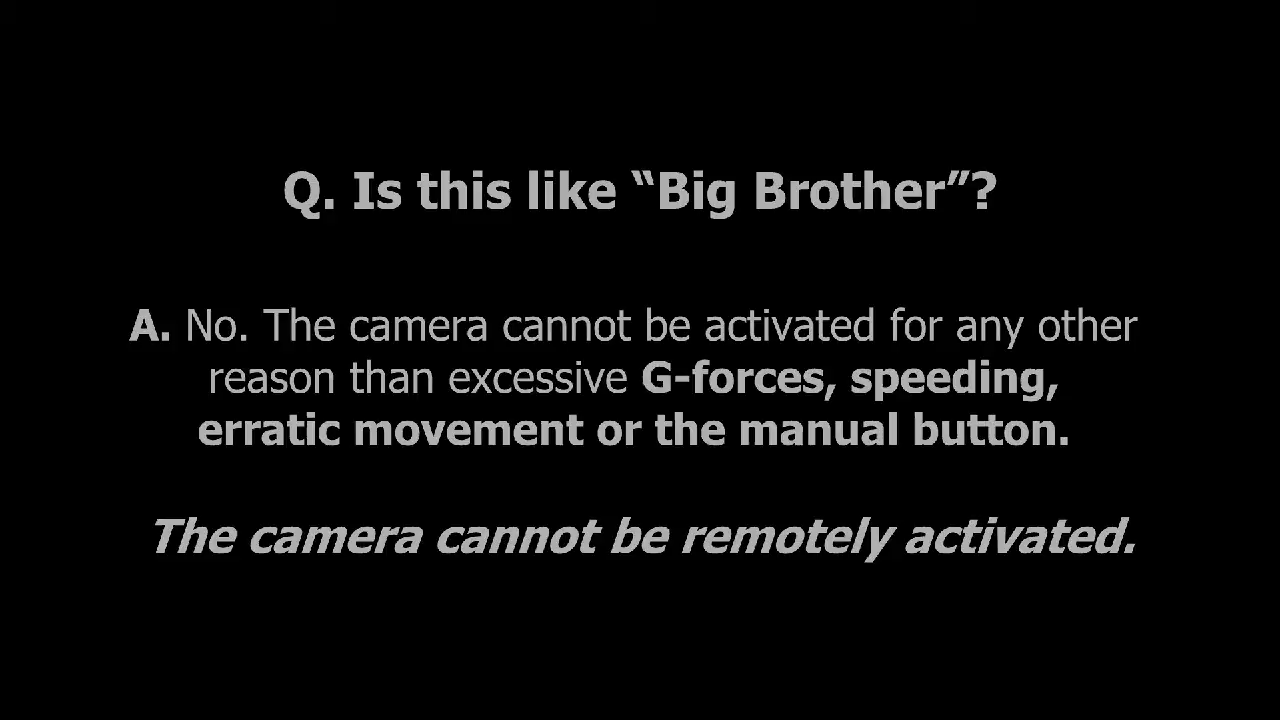 Q. Is this like “Big Brother”?
A. No. The camera cannot be activated for any other
reason than excessive G-forces, speeding,
erratic movement or the manual button.
The camera cannot be remotely activated.